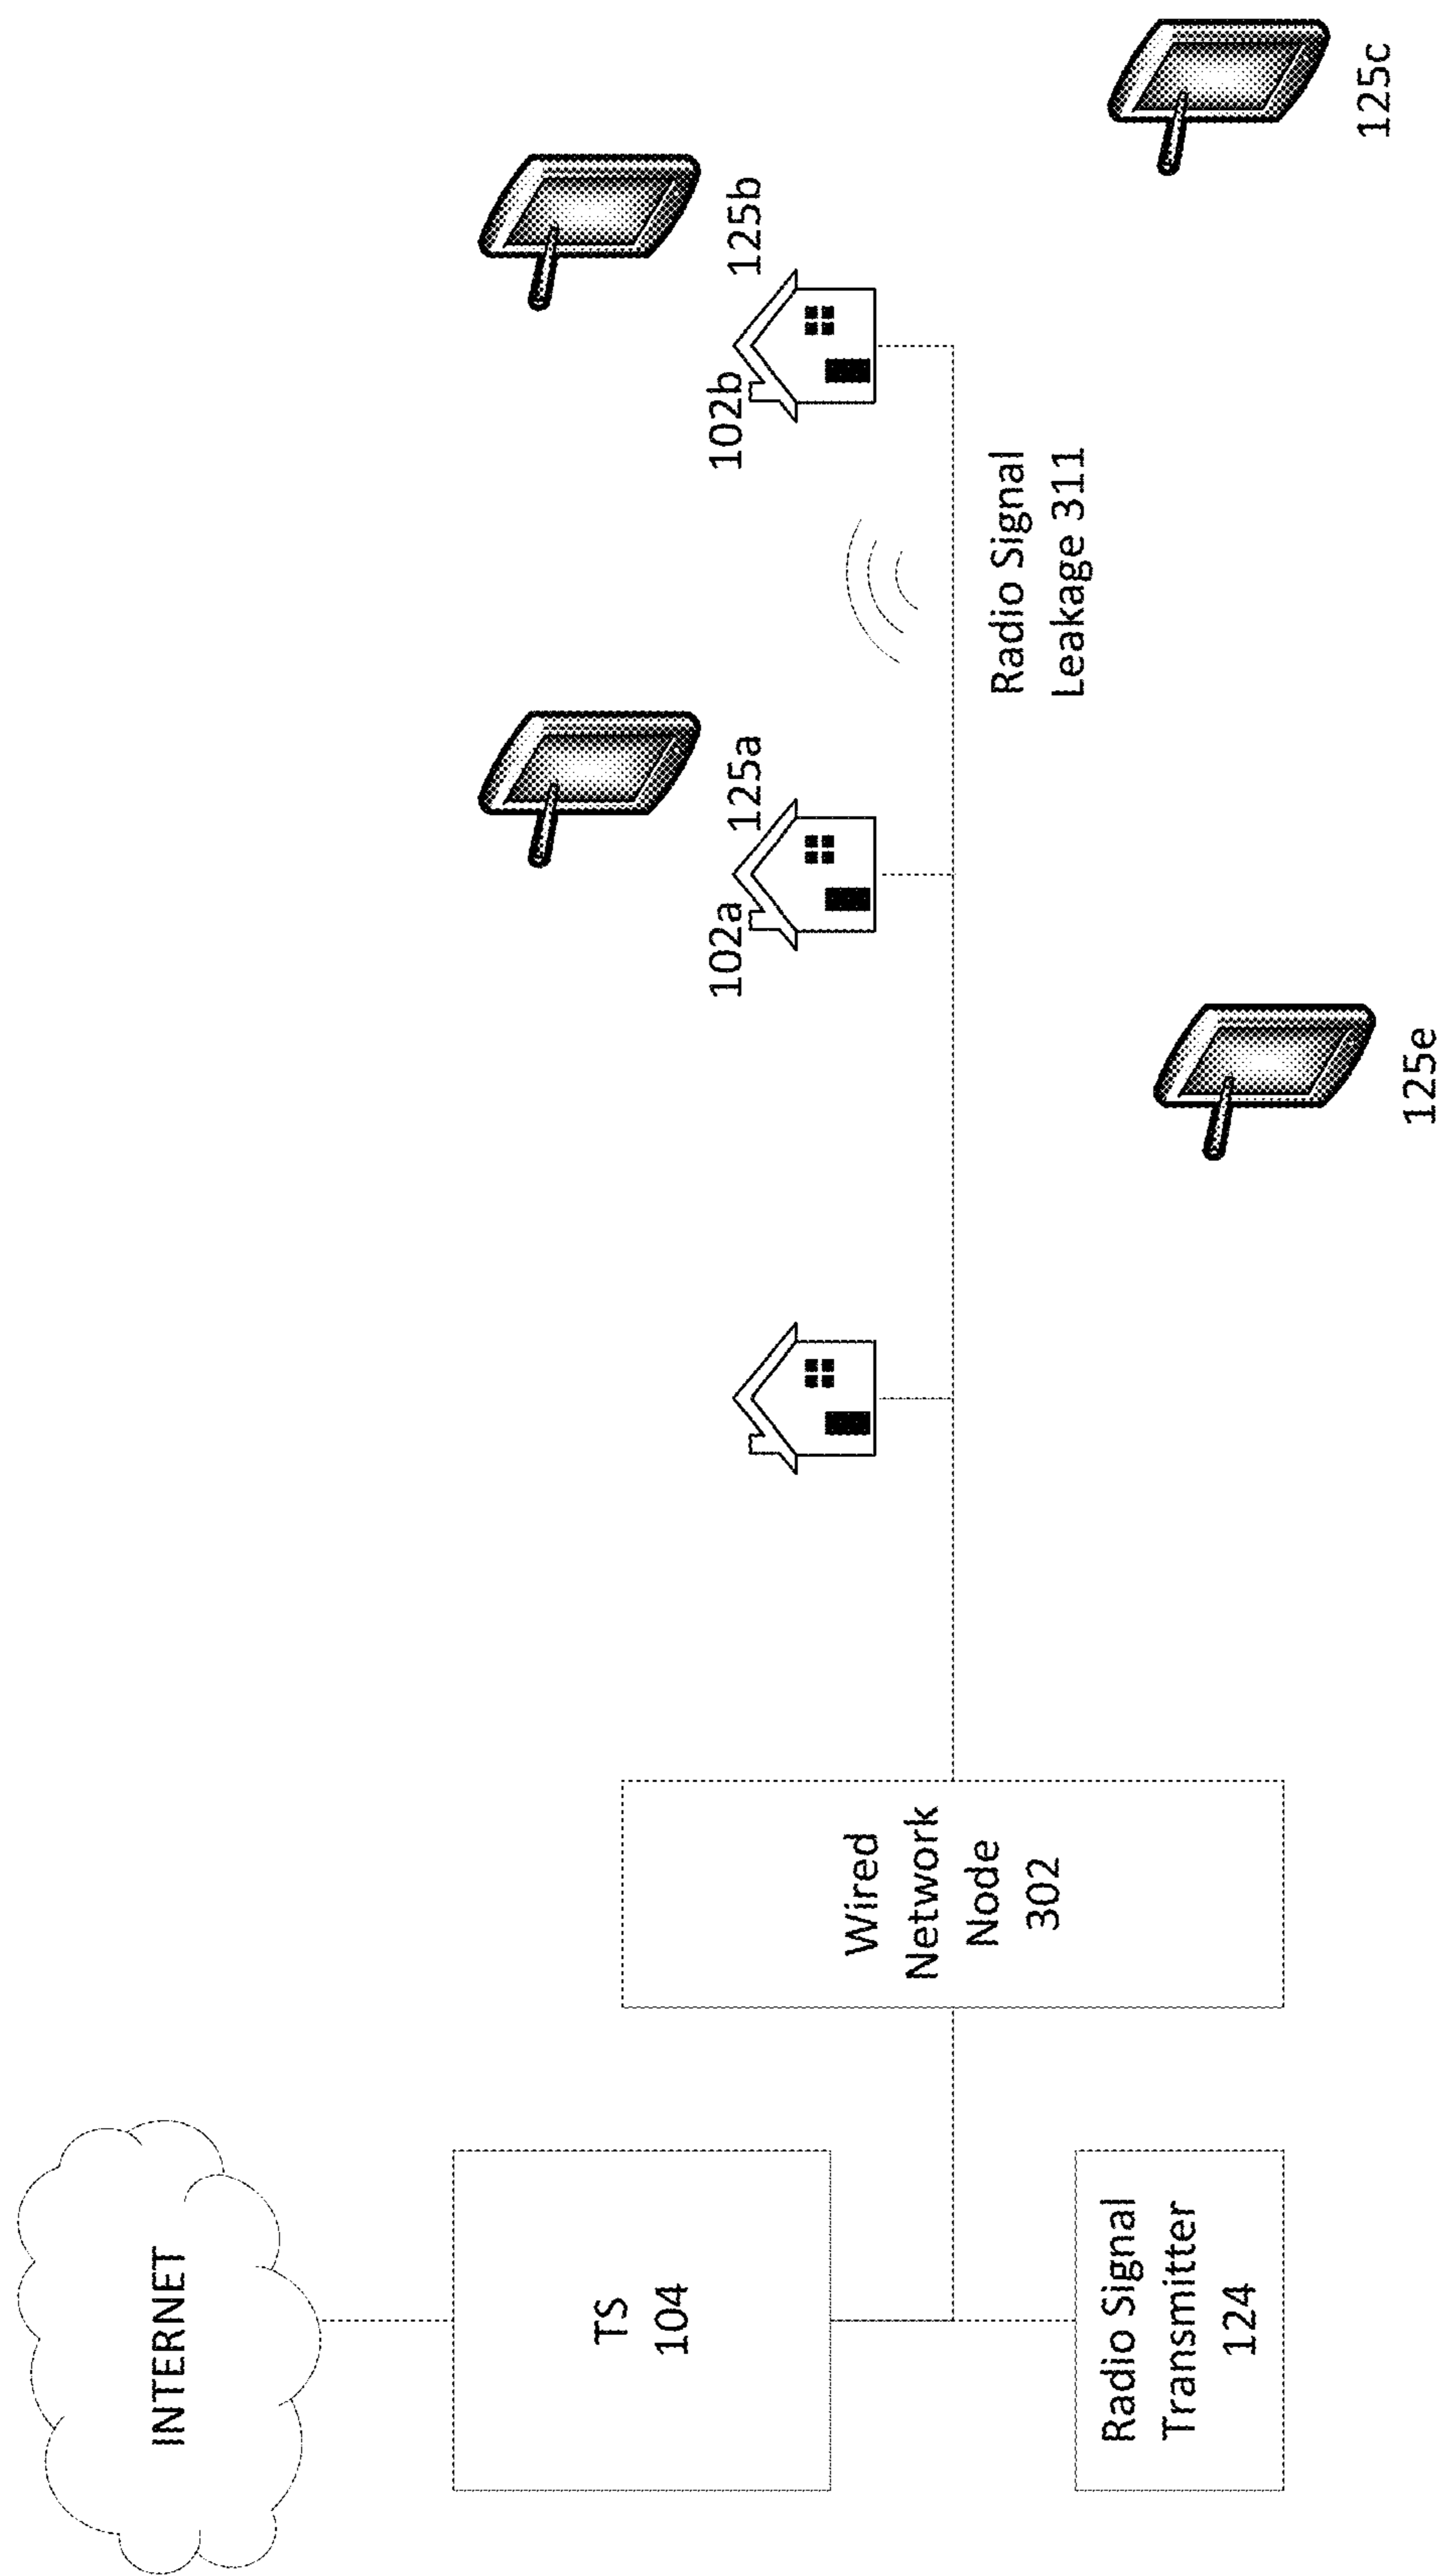 INTERNET
TS
104
Radio Signal
Transmitter
124
Wired
Network
Node
302
102a
125a
102b
125b
Radio Signal
Leakage 311
125e
125c